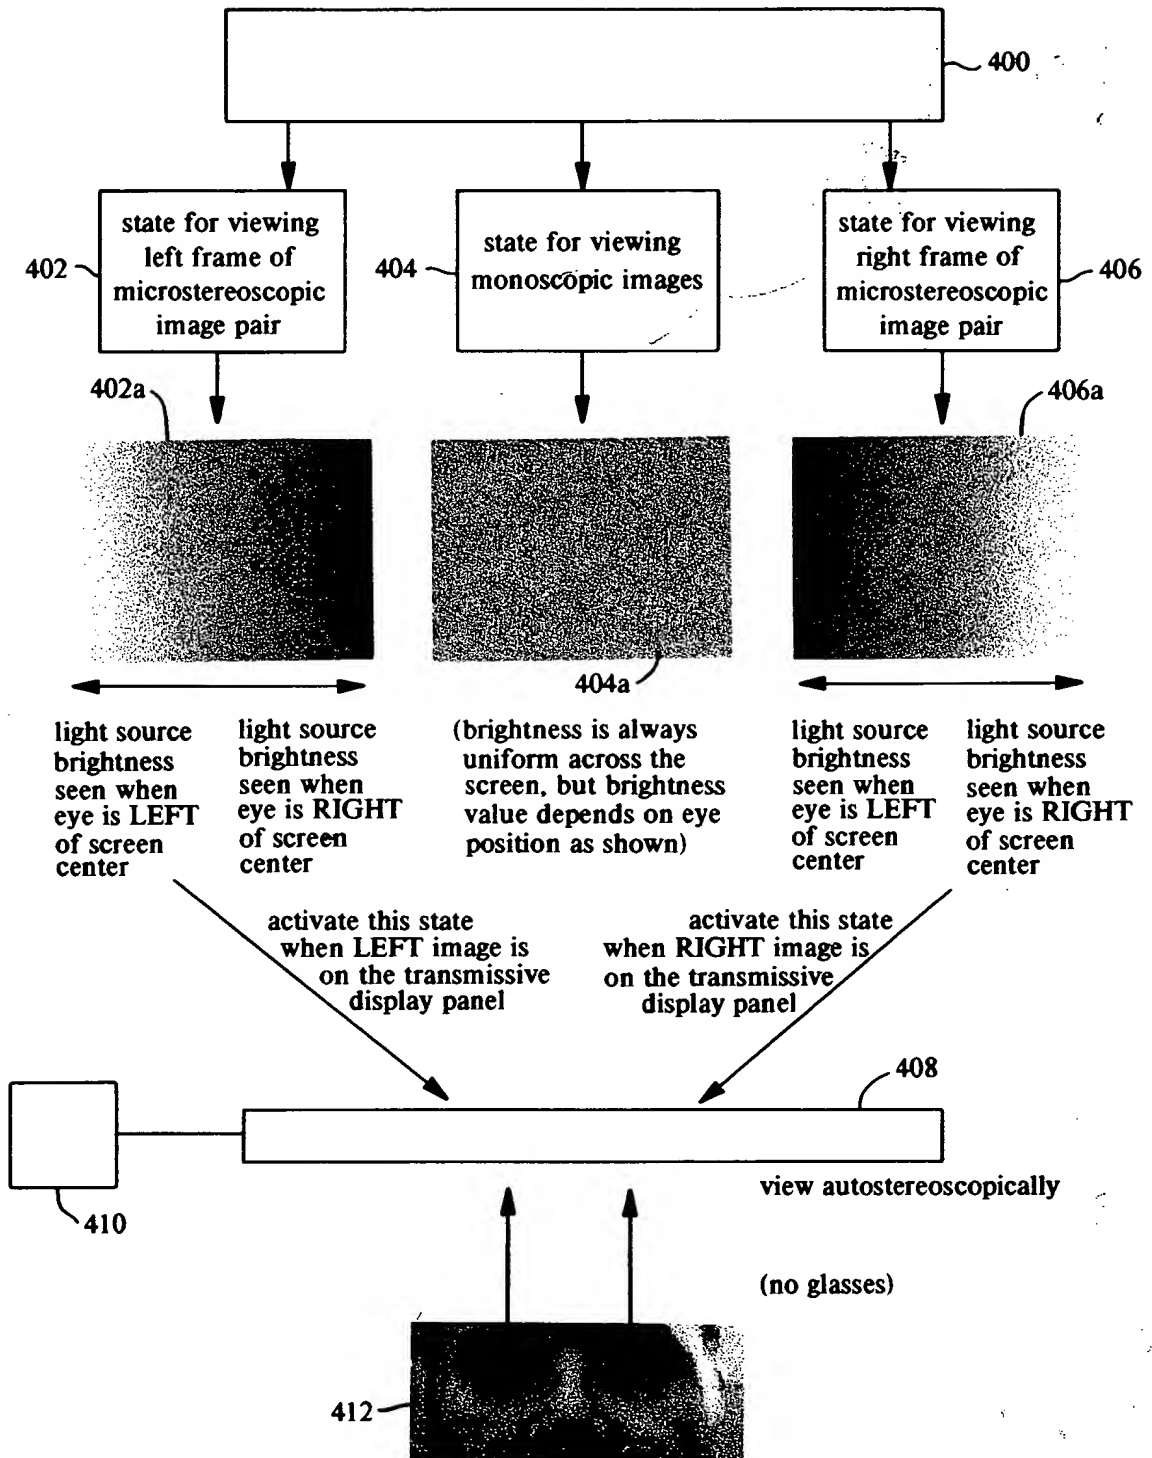 400
state for viewing
left frame of
microstereoscopic
image pair
402
state for viewing
monoscopic images
404
state for viewing
right frame of
microstereoscopic
image pair
406
402a
404a
406a
light source
brightness
seen when
eye is LEFT
of screen
center
light source
brightness
seen when
eye is RIGHT
of screen
center
(brightness is always
uniform across the
screen, but brightness
value depends on eye
position as shown)
light source
brightness
seen when
eye is LEFT
of screen
center
light source
brightness
seen when
eye is RIGHT
of screen
center
activate this state
when LEFT image is
on the transmissive
display panel
activate this state
when RIGHT image is
on the transmissive
display panel
408
410
view autostereoscopically
(no glasses)
412